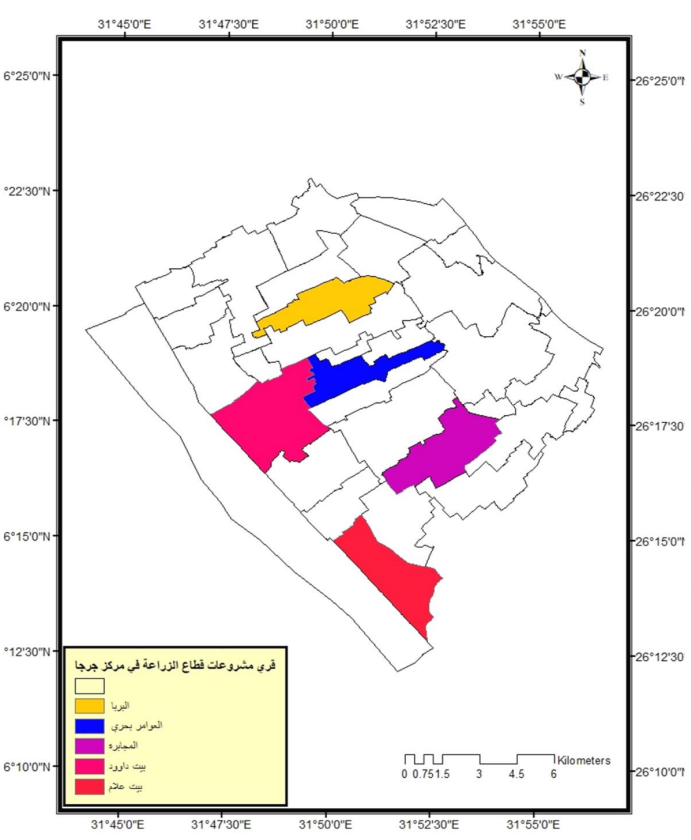 31°45'0"E 31°47'30"E 31°50'0"E 31°52'30"E 31°55'0"E
N
W E
S
6°25'0"N 26°25'0"N
°22'30"N 26°22'30"N
6°20'0"N 26°20'0"N
°17'30"N 26°17'30"N
6°15'0"N 26°15'0"N
°12'30"N 26°12'30"N
قري مشروعات قطاع الزراعة في مركز جرجا
البربا
العوامر بحري
المجابرة
بيت داوود
بيت علام
Kilometers
0 0.75 1.5 3 4.5 6
6°10'0"N 26°10'0"N
31°45'0"E 31°47'30"E 31°50'0"E 31°52'30"E 31°55'0"E